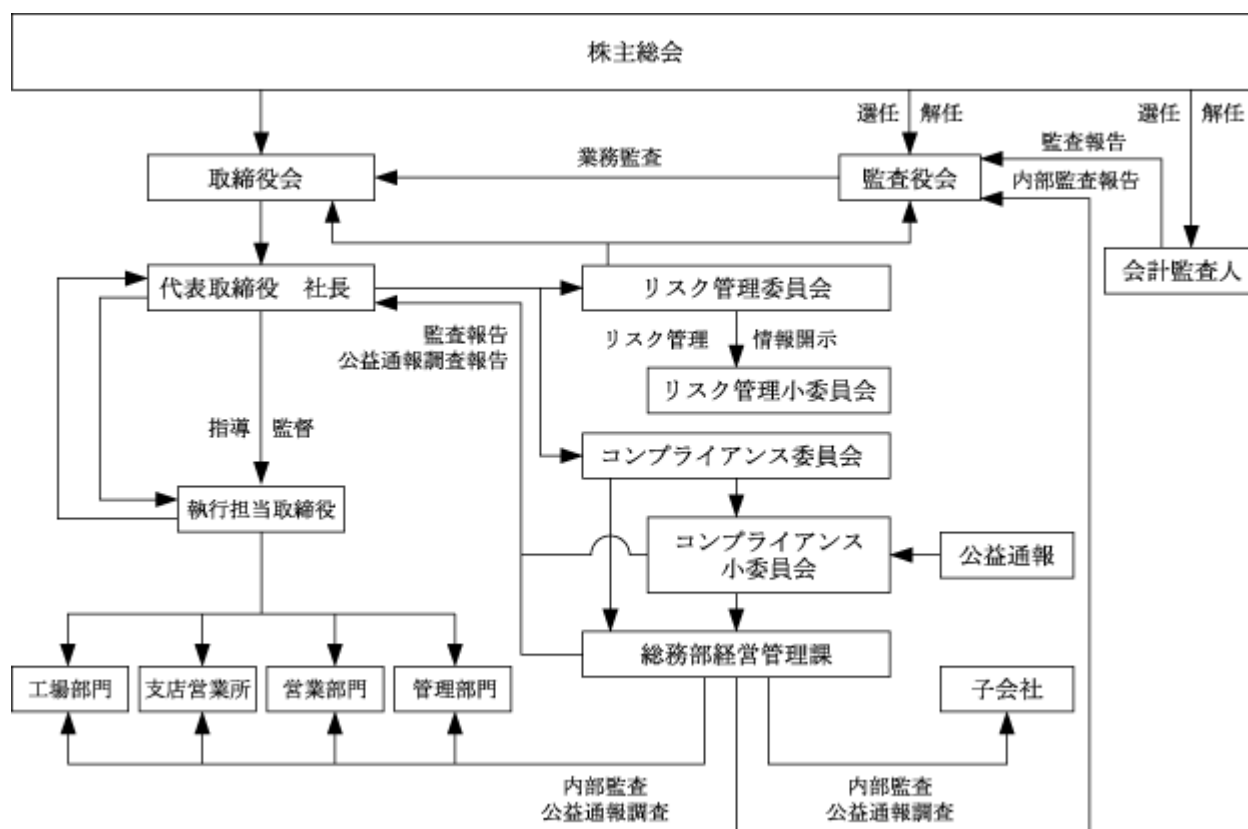 株主総会
選任 解任
選任 解任
業務監査
監査報告
取締役会
監査役会
内部監査報告
代表取締役 社長
リスク管理委員会
会計監査人
監査報告
公益通報調査報告
リスク管理 情報開示
リスク管理小委員会
指導 監督
コンプライアンス委員会
執行担当取締役
コンプライアンス
小委員会
公益通報
総務部経営管理課
工場部門
支店営業所
営業部門
管理部門
子会社
内部監査
公益通報調査
内部監査
公益通報調査